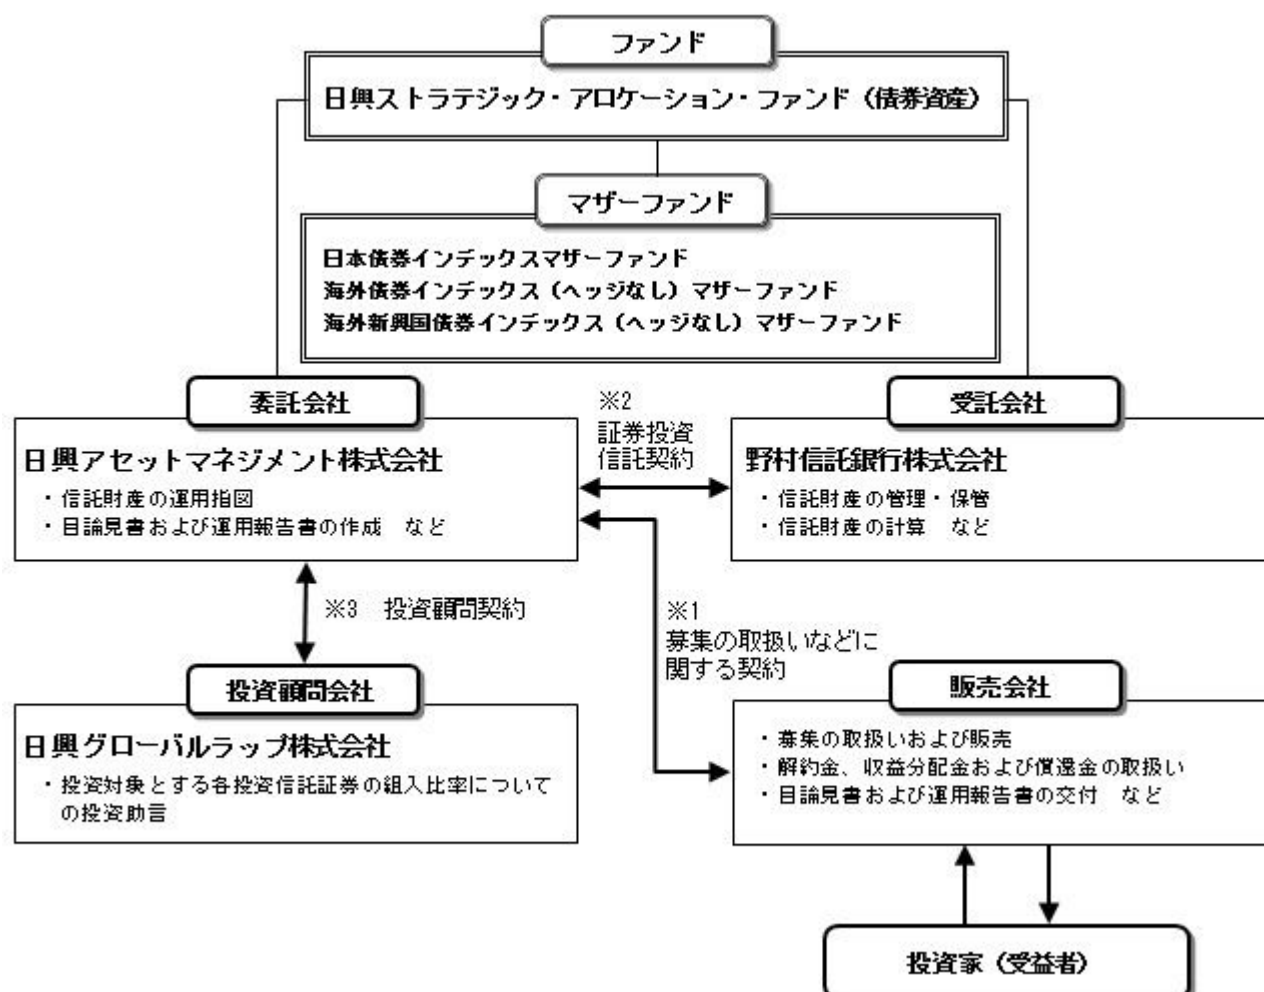 ファンド
日興ストラテジック・アロケーション・ファンド（債券資産）
マザーファンド
日本債券インデックスマザーファンド
海外債券インデックス（ヘッジなし）マザーファンド
海外新興国債券インデックス（ヘッジなし）マザーファンド
委託会社
日興アセットマネジメント株式会社
・信託財産の運用指図
・目論見書および運用報告書の作成　など
※2
証券投資
信託契約
受託会社
野村信託銀行株式会社
・信託財産の管理・保管
・信託財産の計算　など
※3　投資顧問契約
※1
募集の取扱いなどに
関する契約
投資顧問会社
日興グローバルラップ株式会社
・投資対象とする各投資信託証券の組入比率について
の投資助言
販売会社
・募集の取扱いおよび販売
・解約金、収益分配金および償還金の取扱い
・目論見書および運用報告書の交付　など
投資家（受益者）